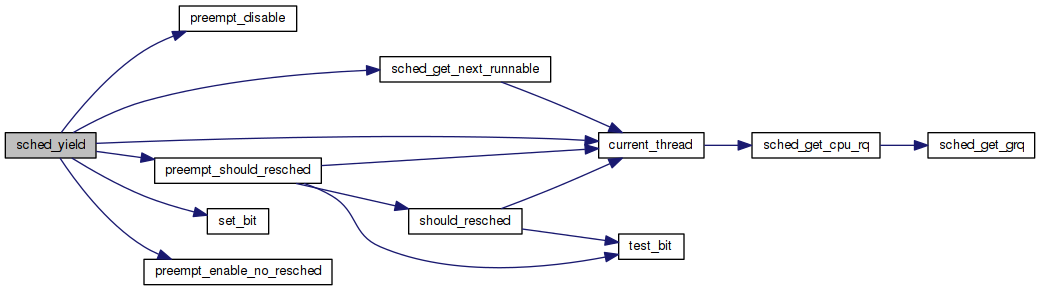 preempt_disable
sched_get_next_runnable
sched_yield
current_thread
sched_get_cpu_rq
sched_get_grq
preempt_should_resched
set_bit
should_resched
test_bit
preempt_enable_no_resched